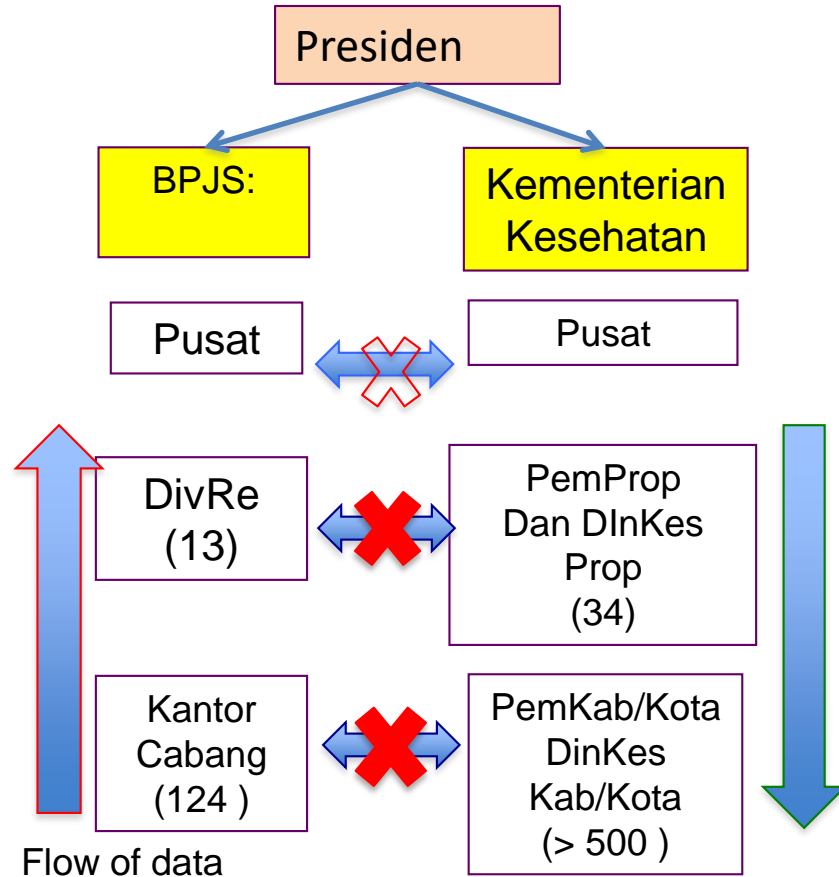 Presiden
BPJS:
Kementerian
Kesehatan
Pusat
Pusat
DivRe
(13)
PemProp
Dan DInKes
Prop
(34)
Kantor
Cabang
(124 )
PemKab/Kota
DinKes
Kab/Kota
(> 500 )
Flow of data